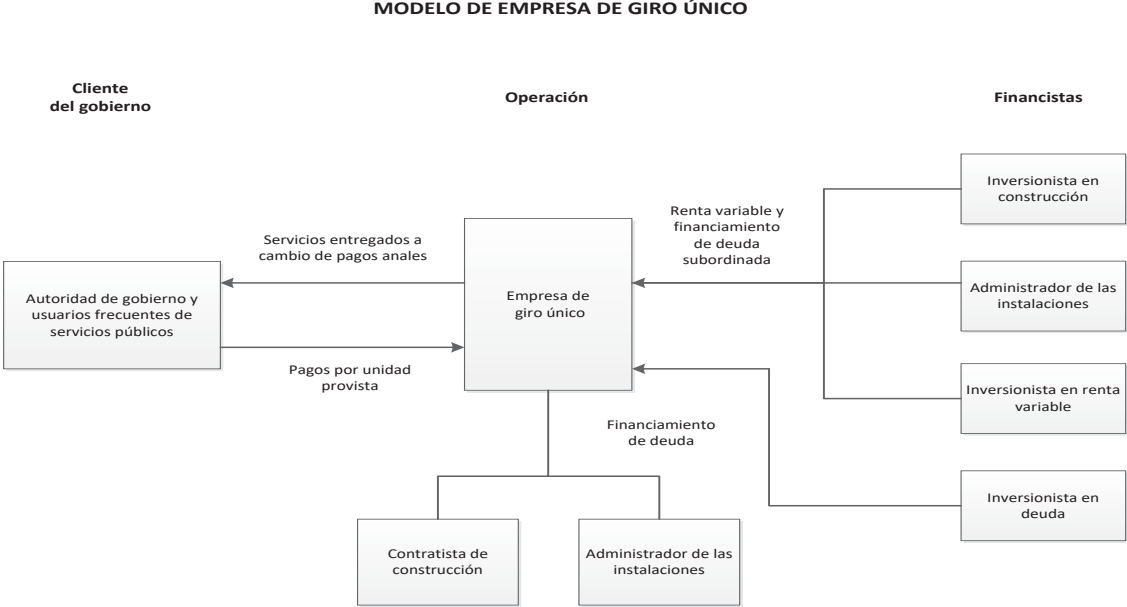 MODELO DE EMPRESA DE GIRO ÚNICO
Cliente
del gobierno
Operación
Financistas
Autoridad de gobierno y
usuarios frecuentes de
servicios públicos
Servicios entregados a
cambio de pagos anales
Pagos por unidad
provista
Empresa de
giro único
Renta variable y
financiamiento
de deuda
subordinada
Financiamiento
de deuda
Inversionista en
construcción
Administrador de las
instalaciones
Inversionista en renta
variable
Inversionista en
deuda
Contratista de
construcción
Administrador de las
instalaciones